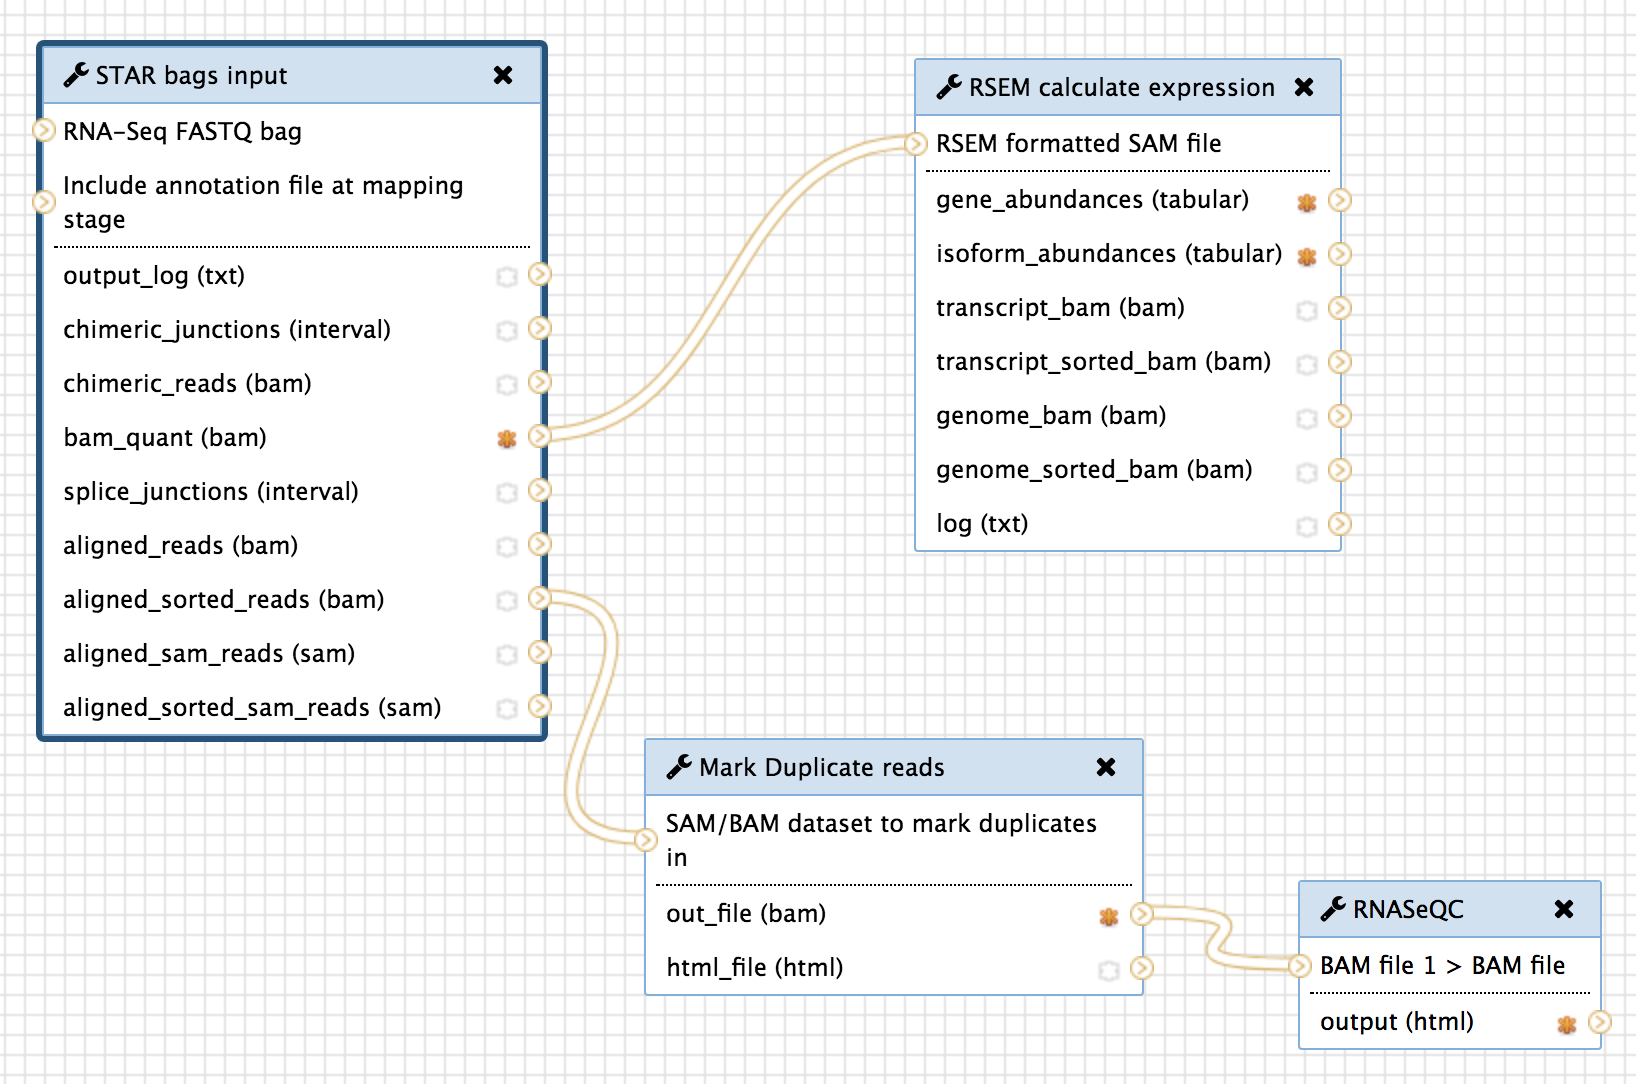 STAR bags input
RNA-Seq FASTQ bag
Include annotation file at mapping
stage
output_log (txt)
chimeric_junctions (interval)
chimeric_reads (bam)
bam_quant (bam)
splice_junctions (interval)
aligned_reads (bam)
aligned_sorted_reads (bam)
aligned_sam_reads (sam)
aligned_sorted_sam_reads (sam)
RSEM calculate expression
RSEM formatted SAM file
gene_abundances (tabular)
isoform_abundances (tabular)
transcript_bam (bam)
transcript_sorted_bam (bam)
genome_bam (bam)
genome_sorted_bam (bam)
log (txt)
Mark Duplicate reads
SAM/BAM dataset to mark duplicates
in
out_file (bam)
html_file (html)
RNASeQC
BAM file 1 > BAM file
output (html)